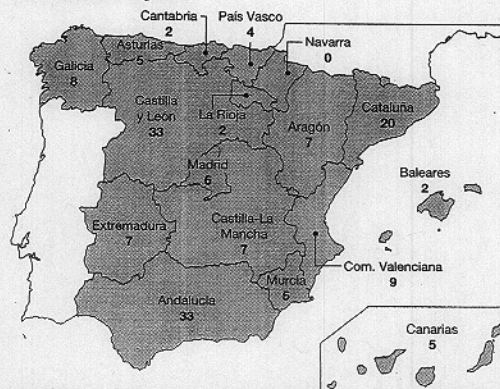 Cantabria
2
País Vasco
4
Navarra
0
Asturias
5
Galicia
8
Castilla
y León
33
La Rioja
2
Aragón
7
Cataluña
20
Madrid
6
Baleares
2
Extremadura
7
Castilla-La
Mancha
7
Com. Valenciana
9
Murcia
5
Andalucía
33
Canarias
5